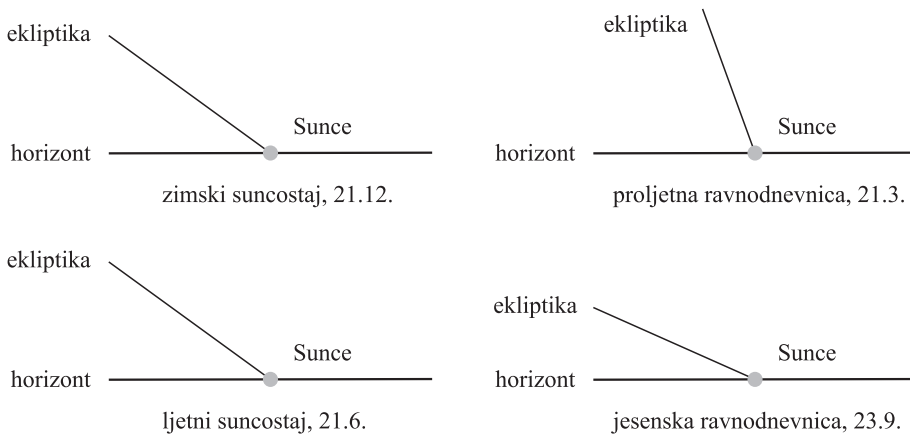 ekliptika
Sunce
horizont
zimski suncostaj, 21.12.
ekliptika
Sunce
horizont
proljetna ravnodnevnica, 21.3.
ekliptika
Sunce
horizont
ljetni suncostaj, 21.6.
ekliptika
Sunce
horizont
jesenska ravnodnevnica, 23.9.